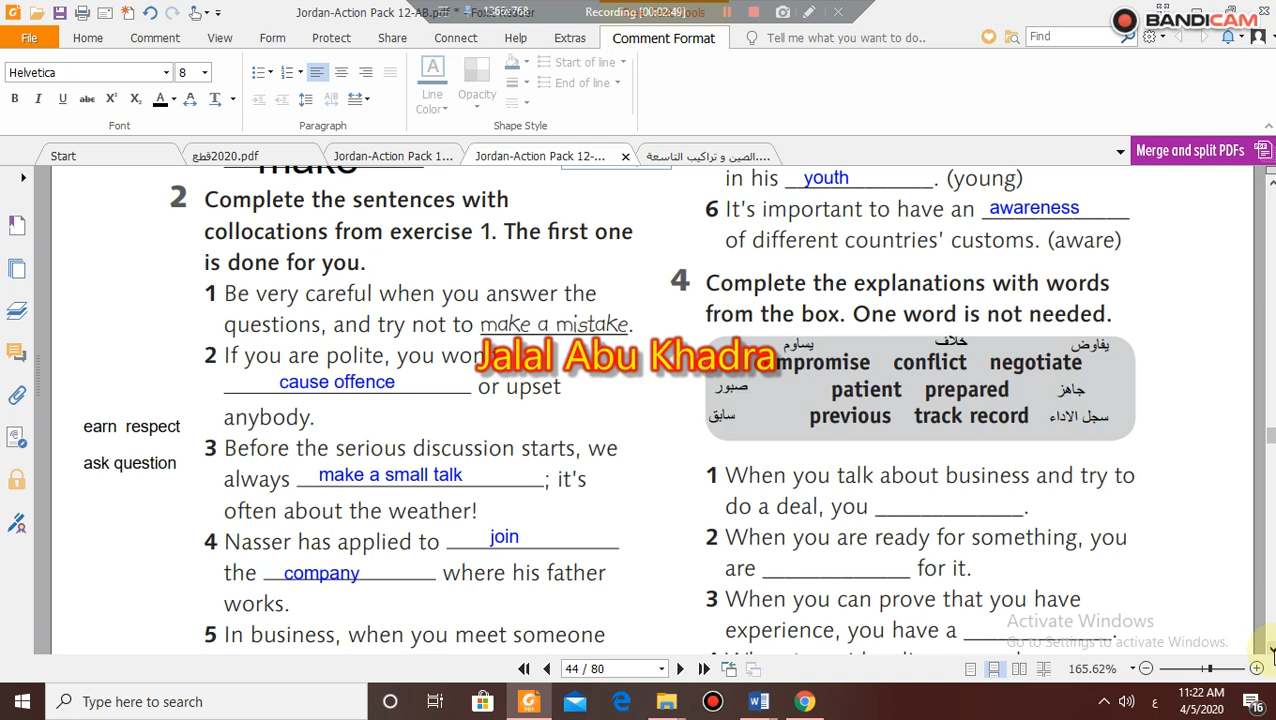 Jordan-Action Pack 12-AB.pdf *
Recording [00:02:49]
1366x768
BANDICAM
File Home Comment View Form Protect Share Connect Help Extras Comment Format Tell me what you want to do.. Find
Helvetica 8
Start of line
End of line
Line Color
Opacity
Font Paragraph Shape Style
Start
قطع2020.pdf
Jordan-Action Pack 1...
Jordan-Action Pack 12-...
الصين و تراكيب التاسعة....
Merge and split PDFs
make
2 Complete the sentences with
collocations from exercise 1. The first one
is done for you.
1 Be very careful when you answer the
questions, and try not to make a mistake.
2 If you are polite, you won
cause offence or upset
anybody.
earn respect
ask question
3 Before the serious discussion starts, we
always make a small talk; it's
often about the weather!
4 Nasser has applied to join
the company where his father
works.
5 In business, when you meet someone
in his youth. (young)
6 It's important to have an awareness
of different countries' customs. (aware)
4 Complete the explanations with words
from the box. One word is not needed.
Jalal Abu Khadra
يساوم خلاف يفاوض
mpromise conflict negotiate
صبور patient prepared جاهز
سابق previous track record سجل الاداء
1 When you talk about business and try to
do a deal, you ____________.
2 When you are ready for something, you
are ____________ for it.
3 When you can prove that you have
experience, you have a ____________.
Activate Windows
Go to Settings to activate Windows.
44 / 80
165.62%
Type here to search
ع
11:22 AM
4/5/2020
16